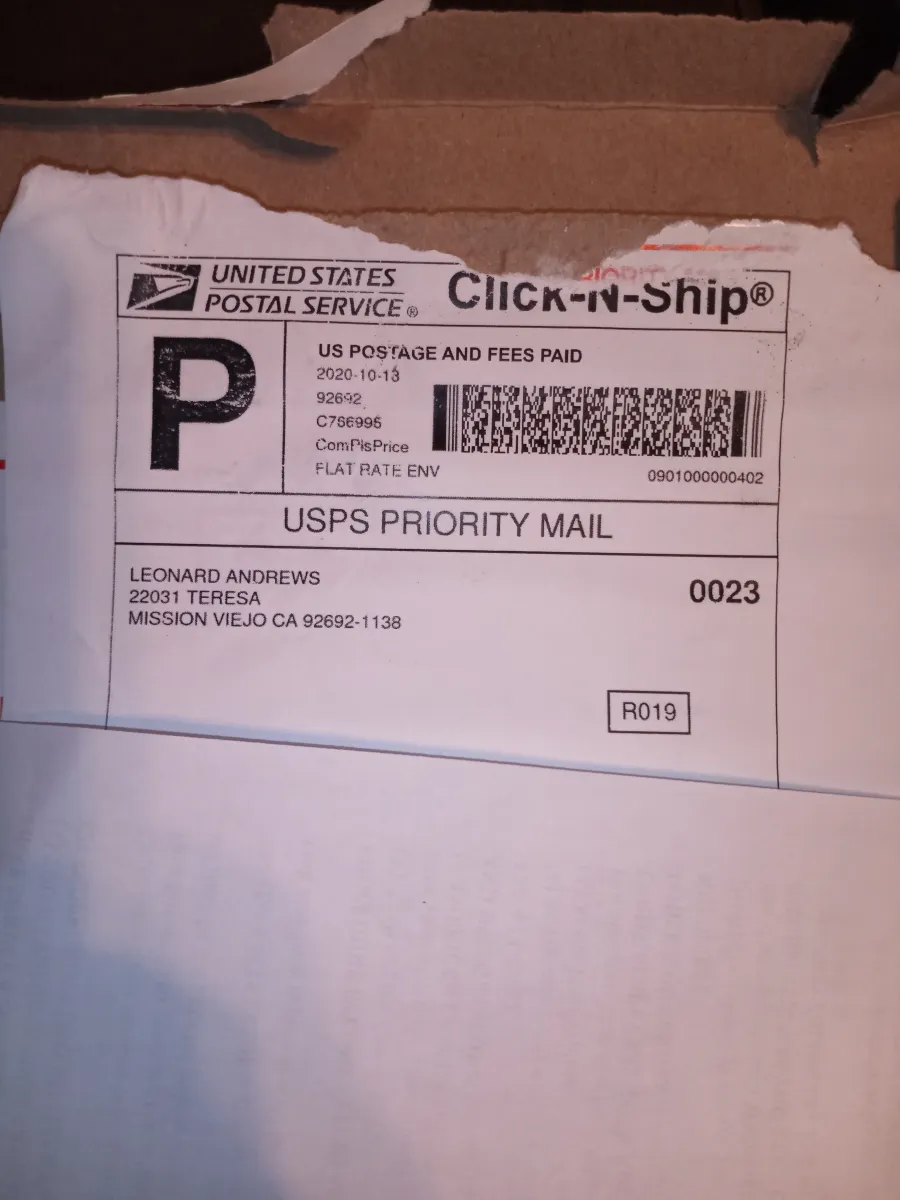 UNITED STATES
POSTAL SERVICE®
Click-N-Ship®
P
US POSTAGE AND FEES PAID
2020-10-13
92692
C766995
ComPlsPrice
FLAT RATE ENV
0901000000402
USPS PRIORITY MAIL
LEONARD ANDREWS
22031 TERESA
MISSION VIEJO CA 92692-1138
0023
R019